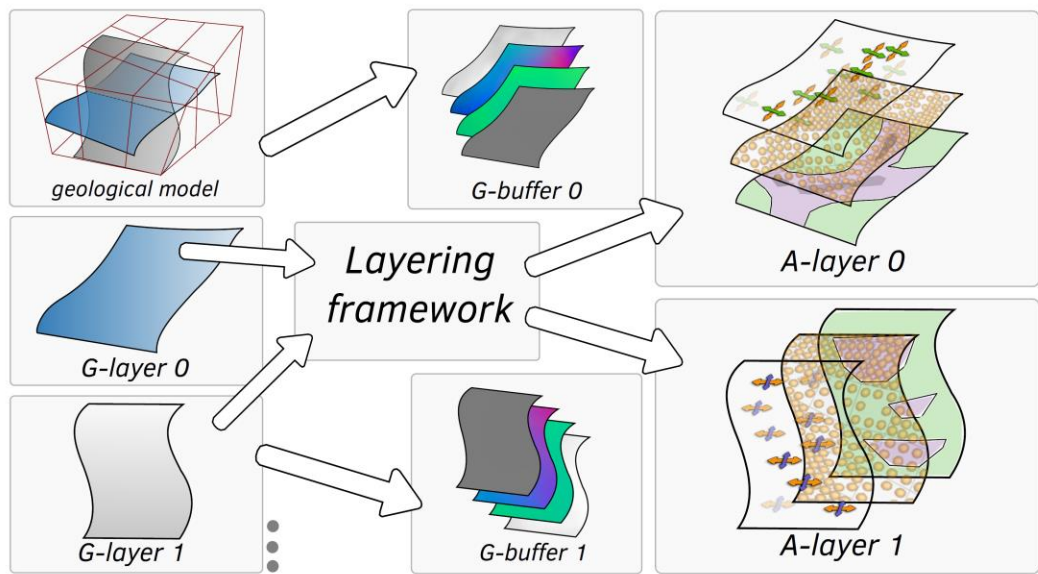 geological model
G-buffer 0
A-layer 0
G-layer 0
Layering
framework
G-layer 1
G-buffer 1
A-layer 1